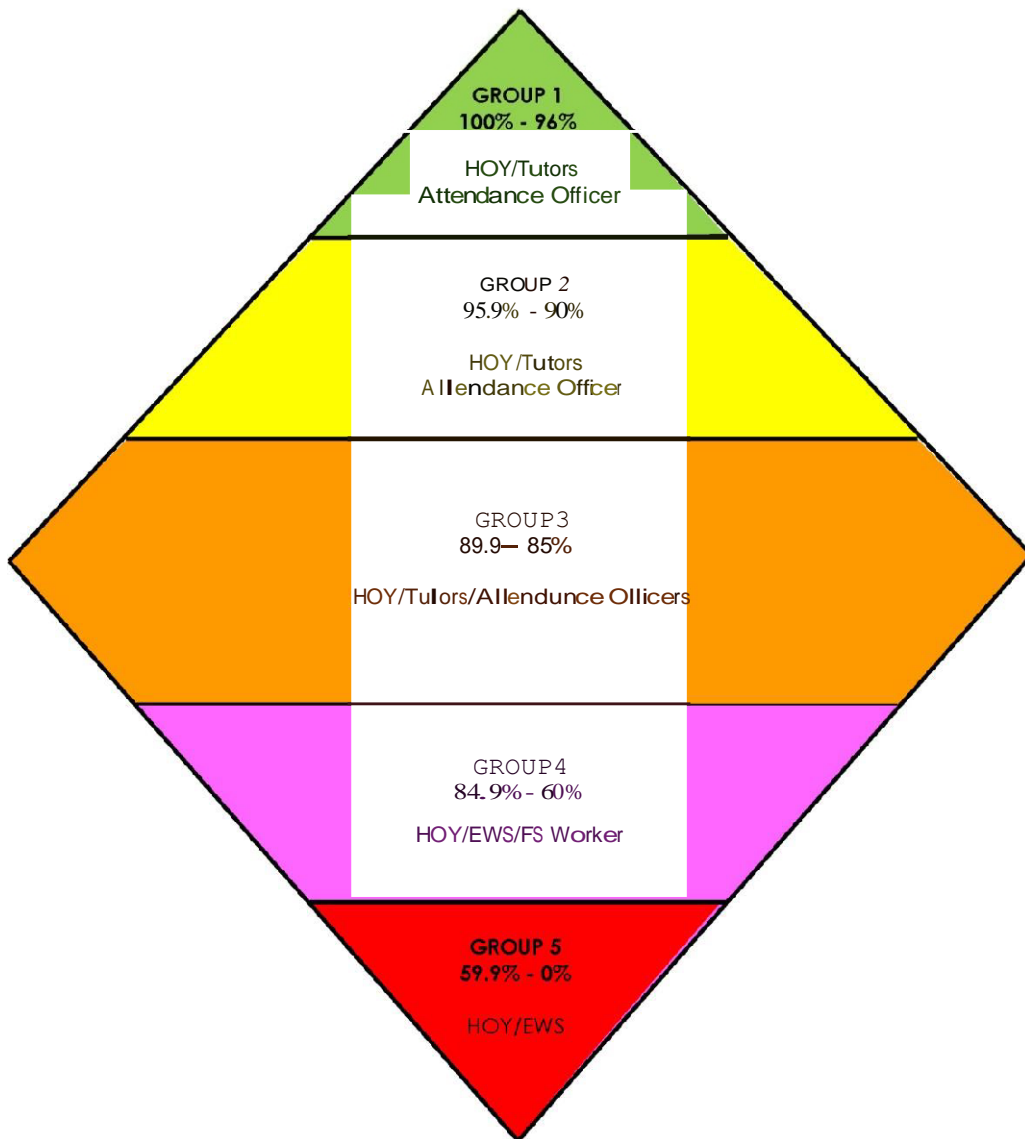 GROUP 1
100% - 96%
HOY/Tutors
Attendance Officer
GROUP 2
95.9% - 90%
HOY/Tutors
Allendance Officer
GROUP3
89.9— 85%
HOY/Tulors/Allendunce Ollicers
GROUP4
84.9% - 60%
HOY/EWS/FS Worker
GROUP 5
59.9% - 0%
HOY/EWS